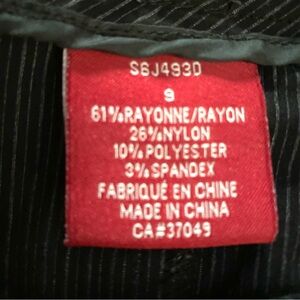 S6J493D
9
61%RAYONNE/RAYON
26%NYLON
10%POLYESTER
3%SPANDEX
FABRIQUÉ EN CHINE
MADE IN CHINA
CA#37049